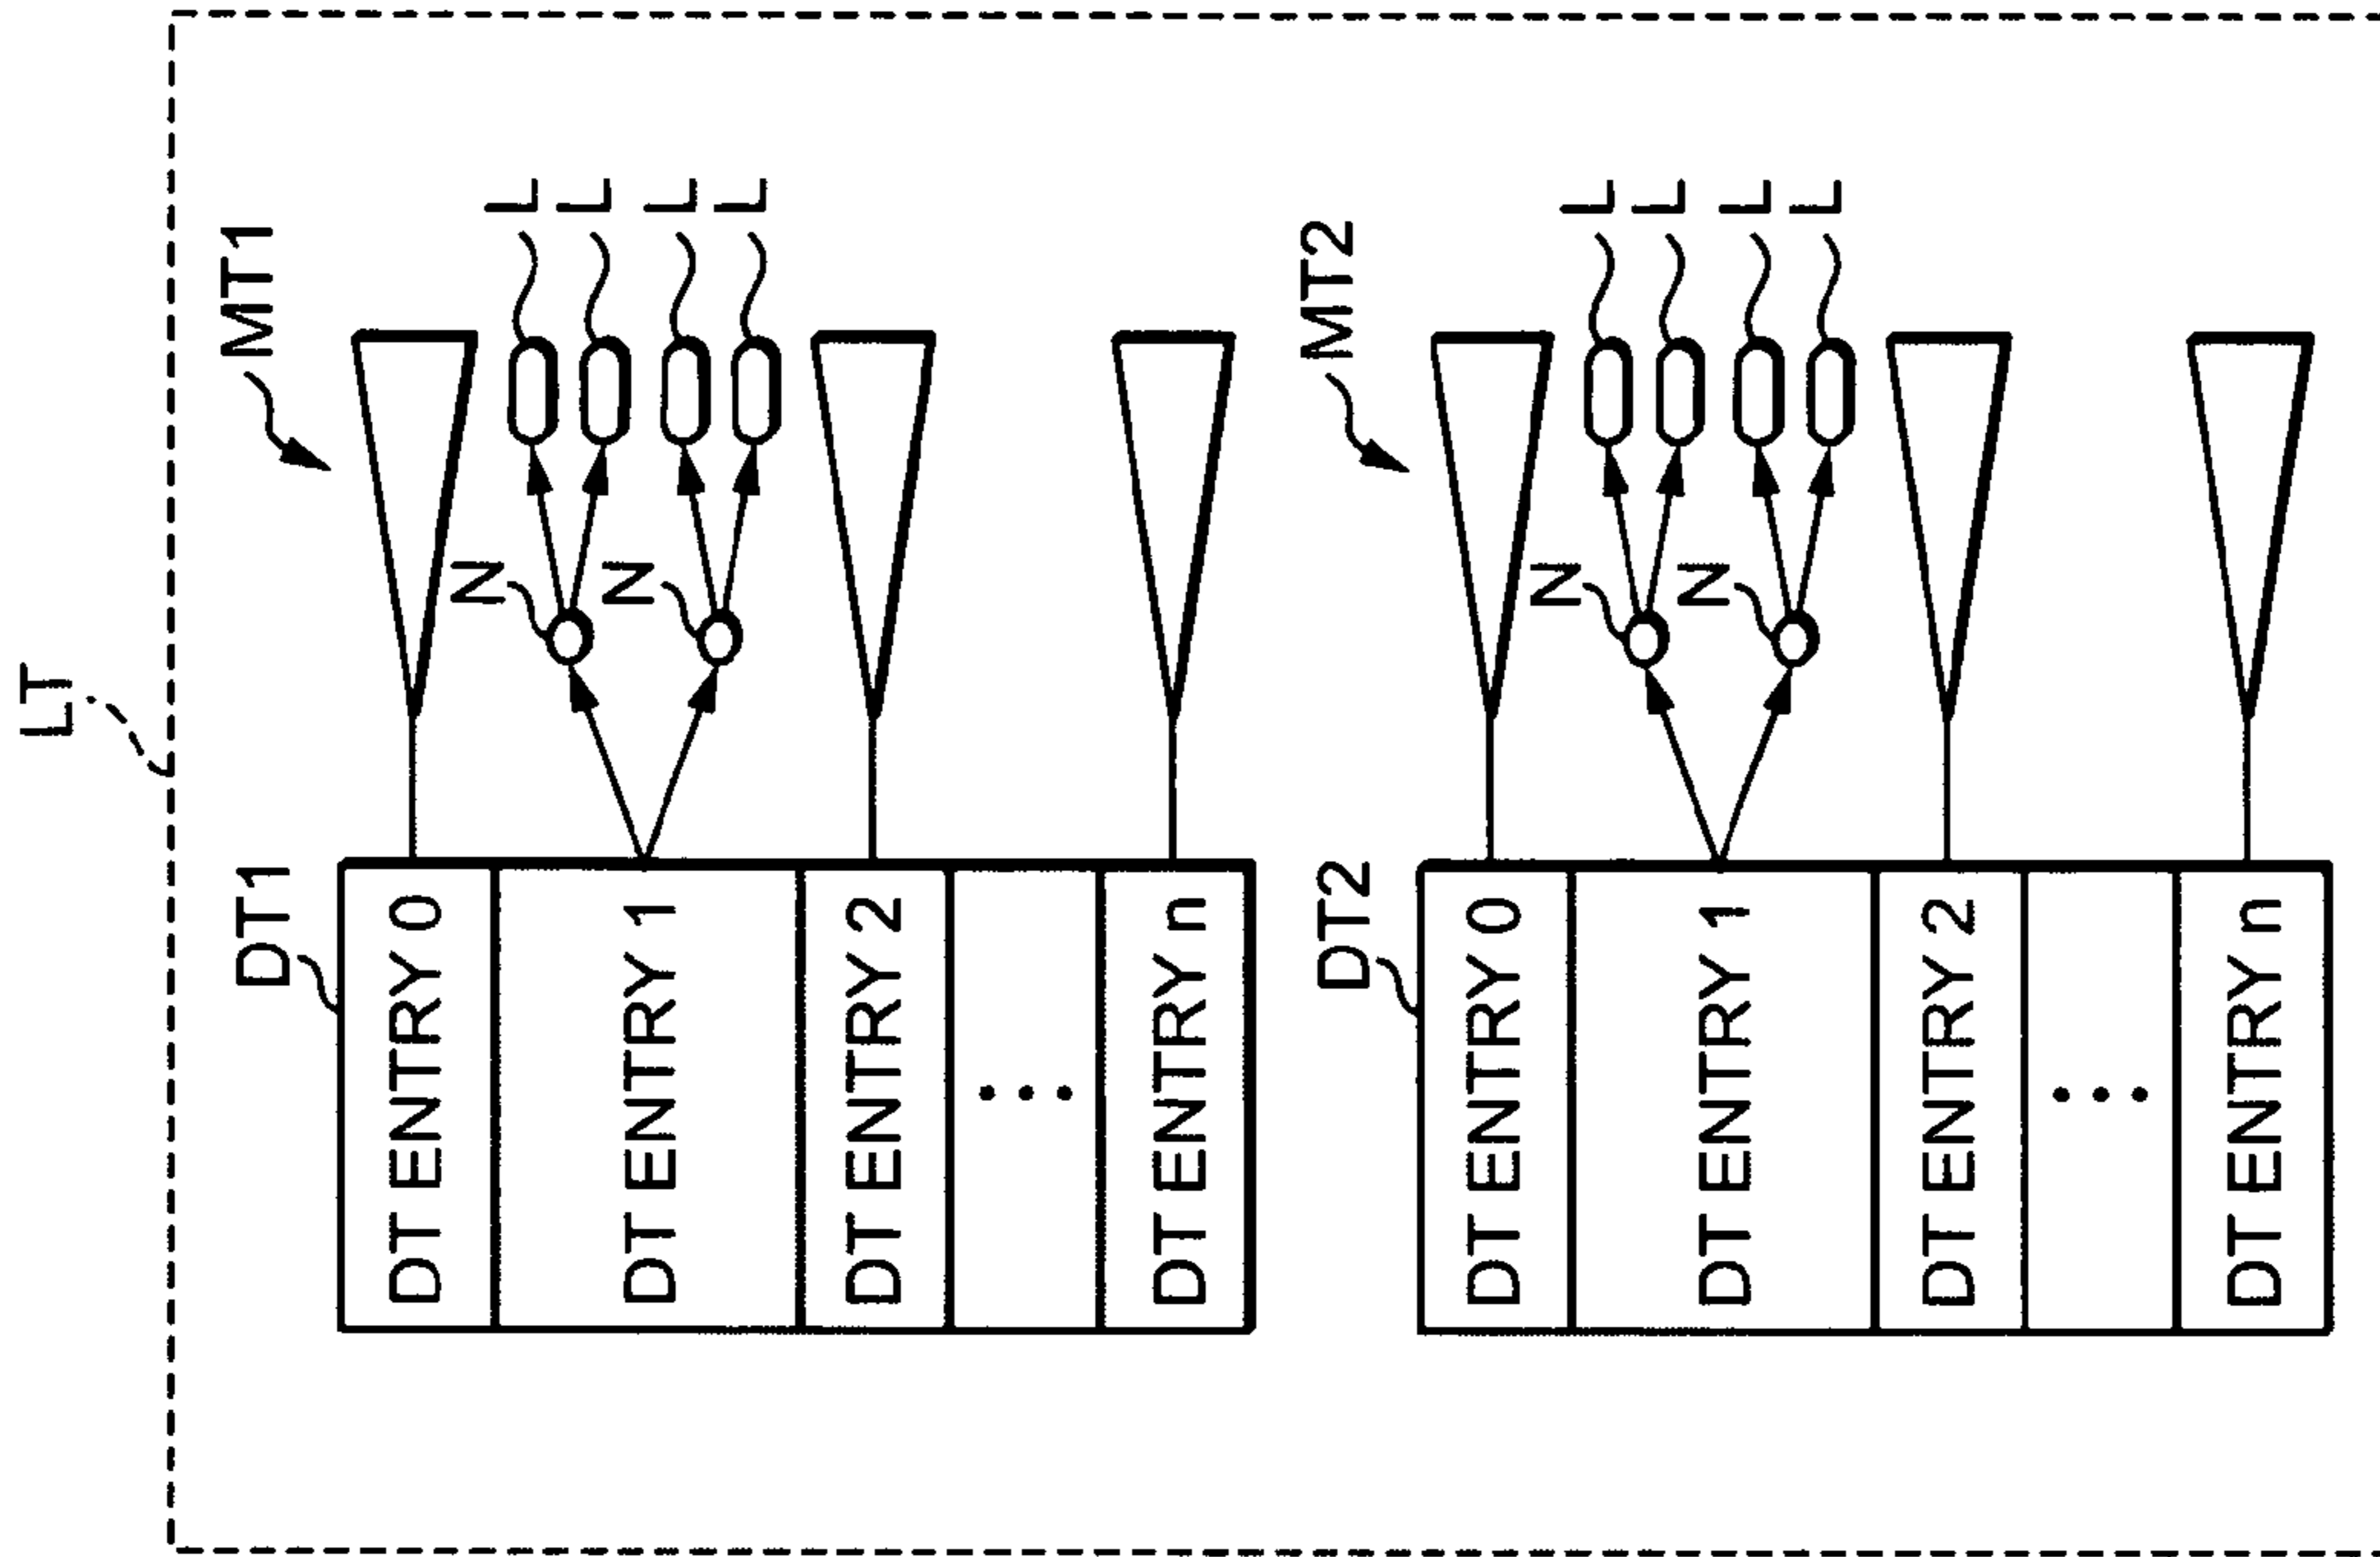 LT
DT1
MT1
DT ENTRY 0
DT ENTRY 1
N
N
L
L
L
L
DT ENTRY 2
...
DT ENTRY n
DT2
MT2
DT ENTRY 0
DT ENTRY 1
N
N
L
L
L
L
DT ENTRY 2
...
DT ENTRY n